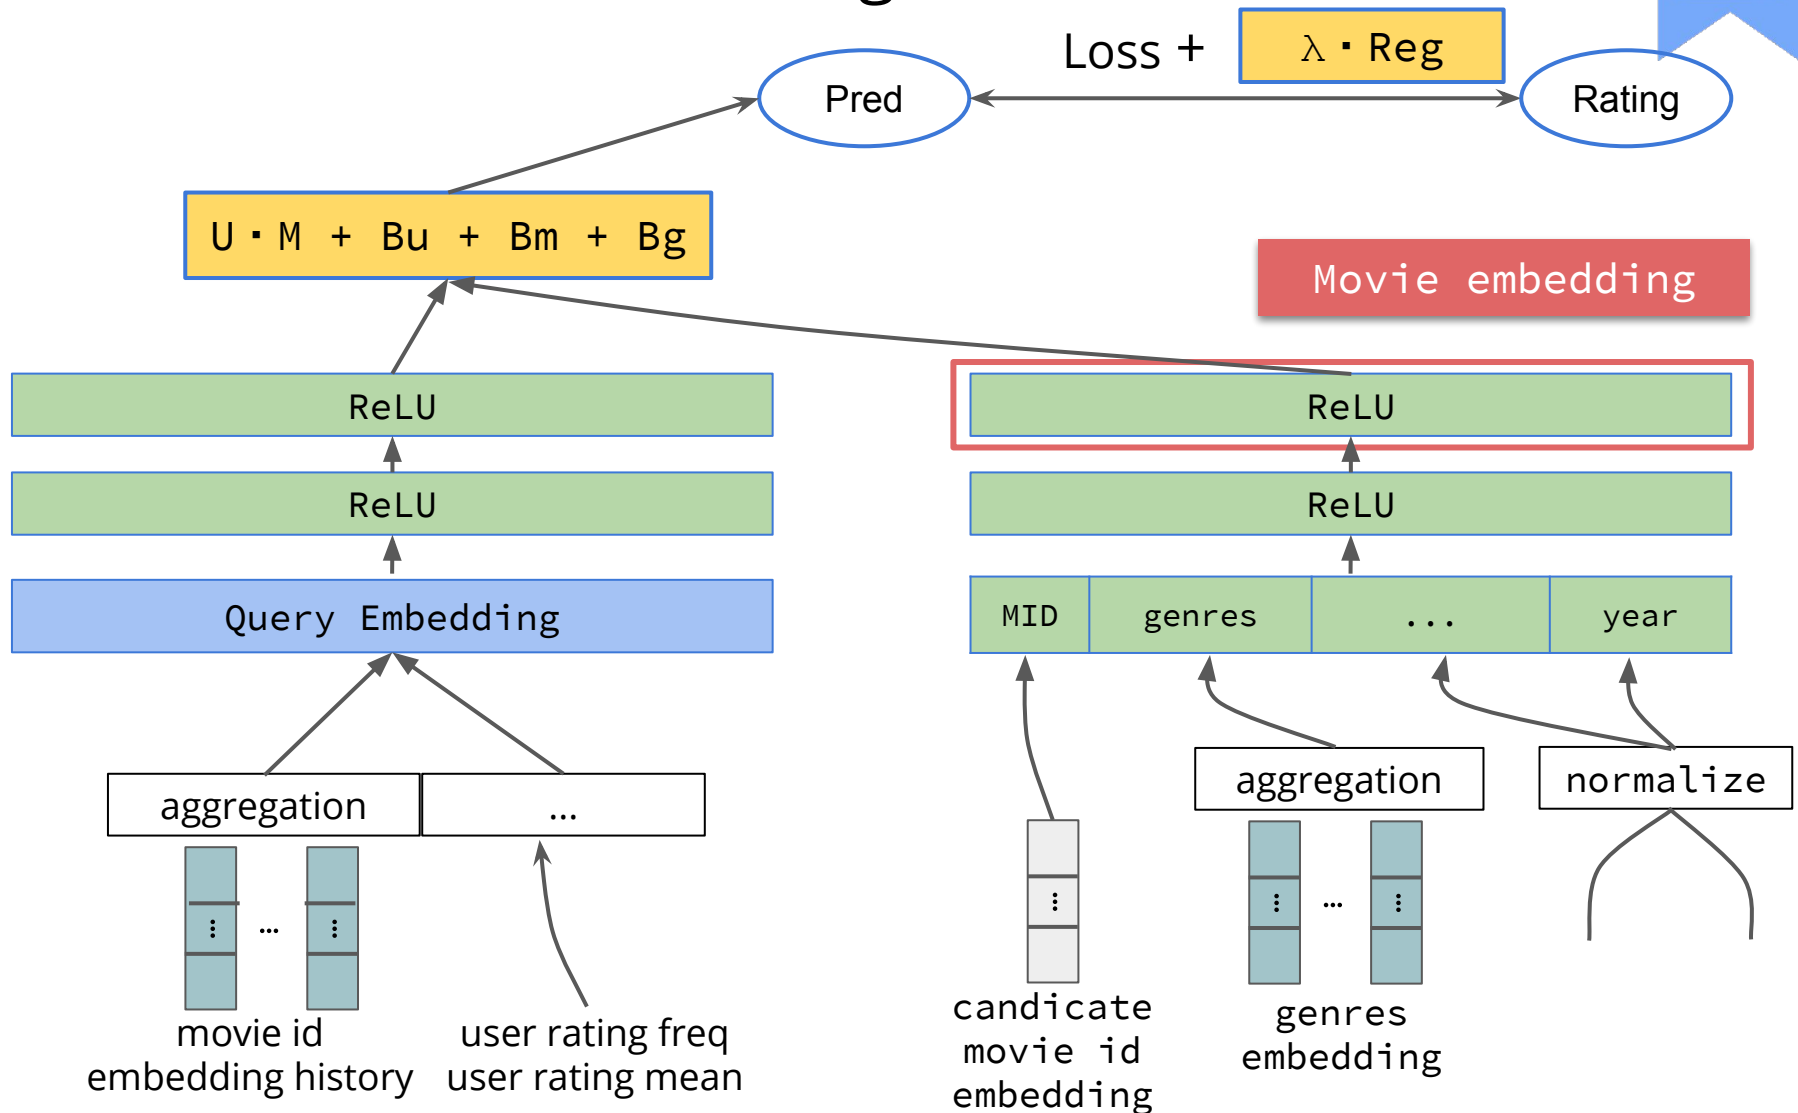 Loss +
λ · Reg
Pred
Rating
U · M + Bu + Bm + Bg
Movie embedding
ReLU
ReLU
ReLU
ReLU
Query Embedding
MID
genres
...
year
aggregation
...
aggregation
normalize
...
...
movie id
embedding history
user rating freq
user rating mean
candicate
movie id
embedding
genres
embedding